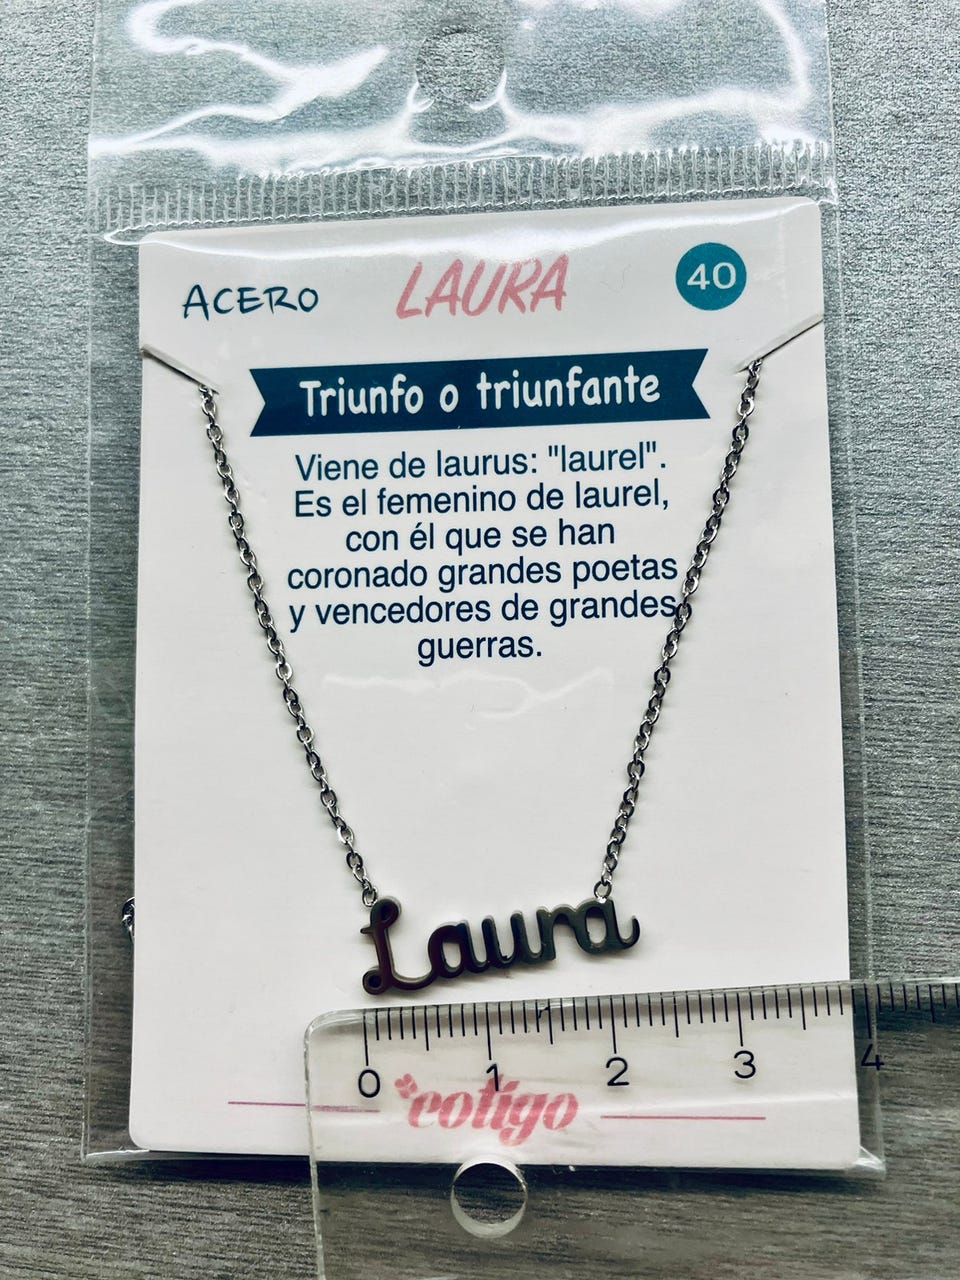 ACERO LAURA 40
Triunfo o triunfante
Viene de laurus: "laurel".
Es el femenino de laurel,
con él que se han
coronado grandes poetas
y vencedores de grandes
guerras.
Laura
0 1 2 3 4
cotigo